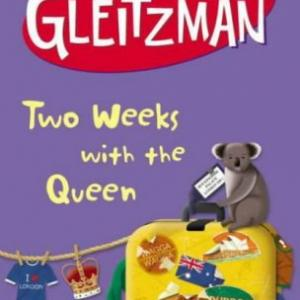 GLEITZMAN
Two Weeks
with the
Queen
I ♥
LONDON